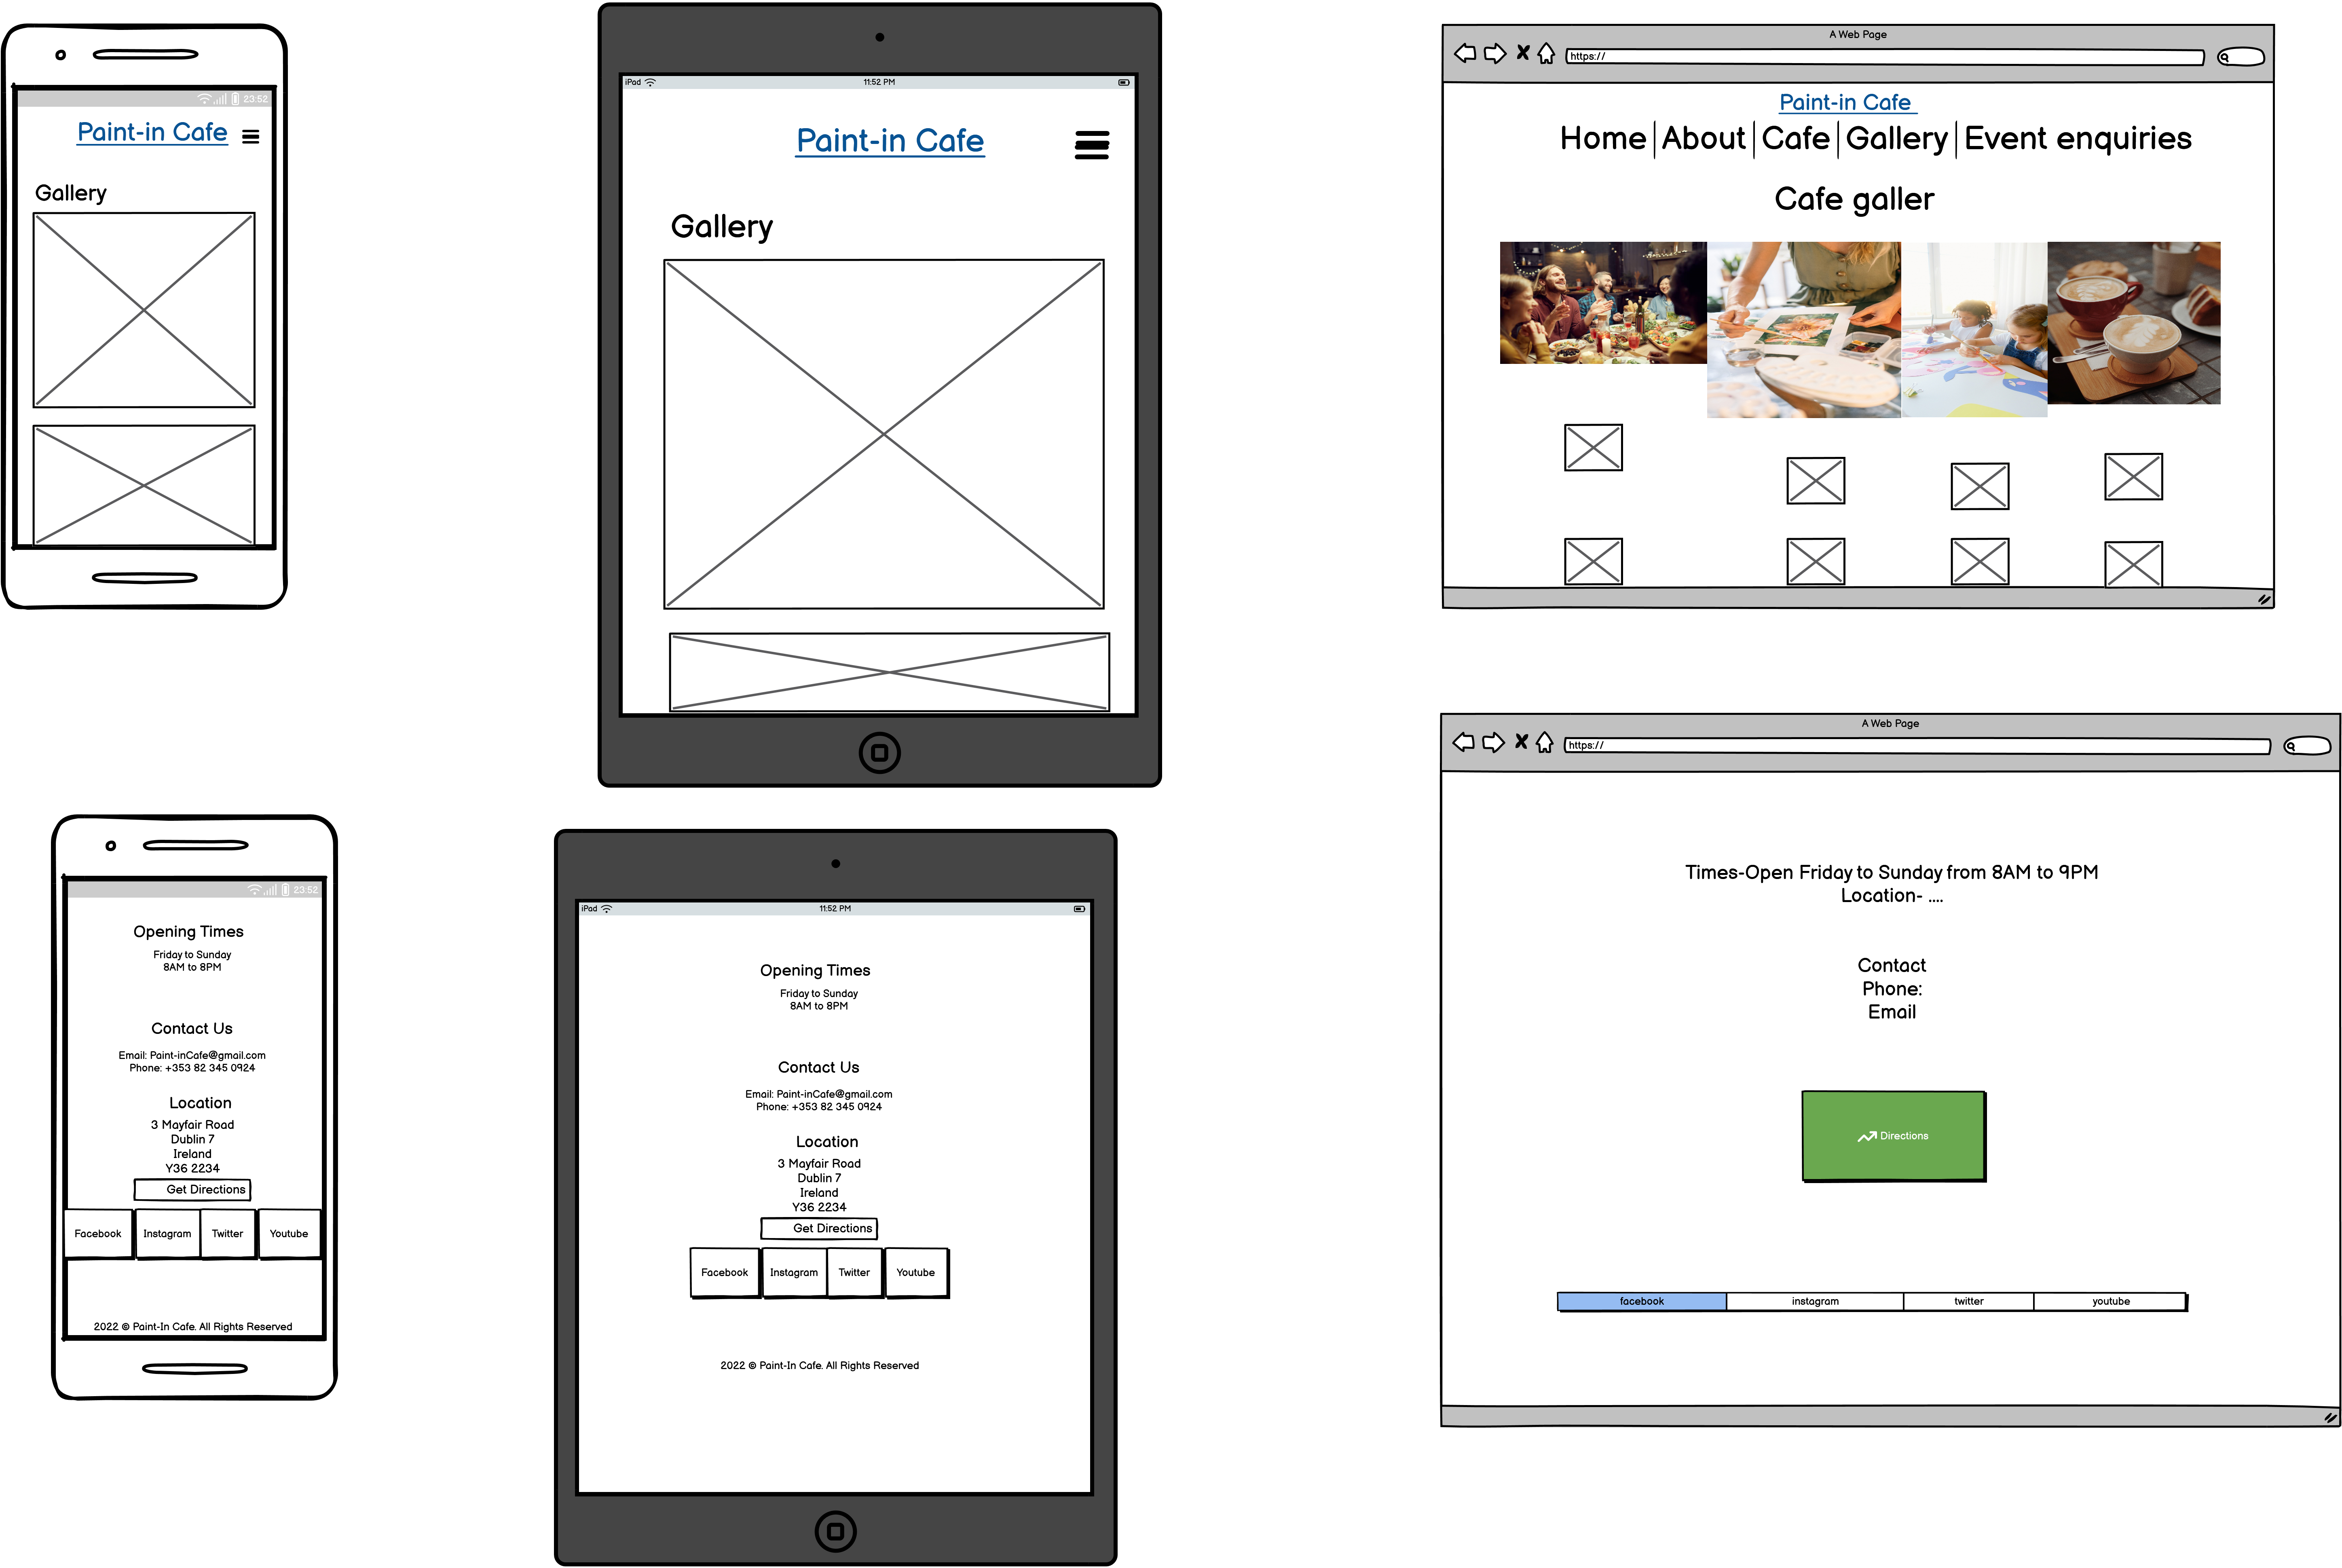 23:52
Paint-in Cafe
Gallery
iPad
11:52 PM
Paint-in Cafe
Gallery
A Web Page
https://
Paint-in Cafe
Home About Cafe Gallery Event enquiries
Cafe galler
23:52
Opening Times
Friday to Sunday
8AM to 8PM
Contact Us
Email: Paint-inCafe@gmail.com
Phone: +353 82 345 0924
Location
3 Mayfair Road
Dublin 7
Ireland
Y36 2234
Get Directions
Facebook Instagram Twitter Youtube
2022 © Paint-In Cafe. All Rights Reserved
iPad
11:52 PM
Opening Times
Friday to Sunday
8AM to 8PM
Contact Us
Email: Paint-inCafe@gmail.com
Phone: +353 82 345 0924
Location
3 Mayfair Road
Dublin 7
Ireland
Y36 2234
Get Directions
Facebook Instagram Twitter Youtube
2022 © Paint-In Cafe. All Rights Reserved
A Web Page
https://
Times-Open Friday to Sunday from 8AM to 9PM
Location- ....
Contact
Phone:
Email
Directions
facebook instagram twitter youtube